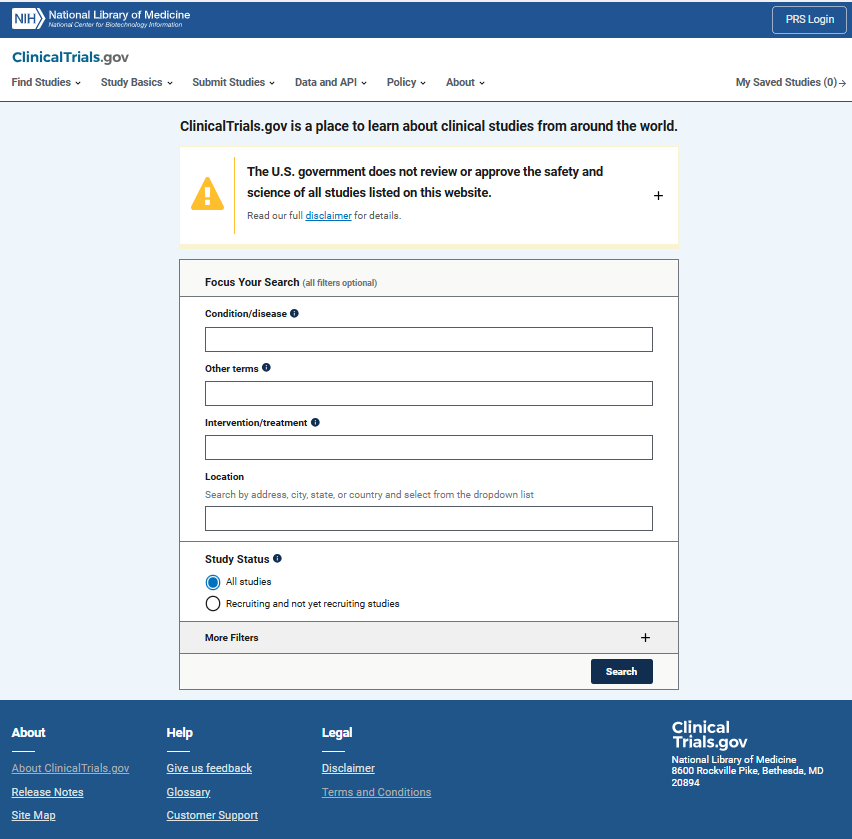 NIH National Library of Medicine
National Center for Biotechnology Information
PRS Login
ClinicalTrials.gov
Find Studies Study Basics Submit Studies Data and API Policy About My Saved Studies (0)
ClinicalTrials.gov is a place to learn about clinical studies from around the world.
The U.S. government does not review or approve the safety and
science of all studies listed on this website.
Read our full disclaimer for details.
Focus Your Search (all filters optional)
Condition/disease
Other terms
Intervention/treatment
Location
Search by address, city, state, or country and select from the dropdown list
Study Status
All studies
Recruiting and not yet recruiting studies
More Filters
Search
About
About ClinicalTrials.gov
Release Notes
Site Map
Help
Give us feedback
Glossary
Customer Support
Legal
Disclaimer
Terms and Conditions
Clinical
Trials.gov
National Library of Medicine
8600 Rockville Pike, Bethesda, MD
20894